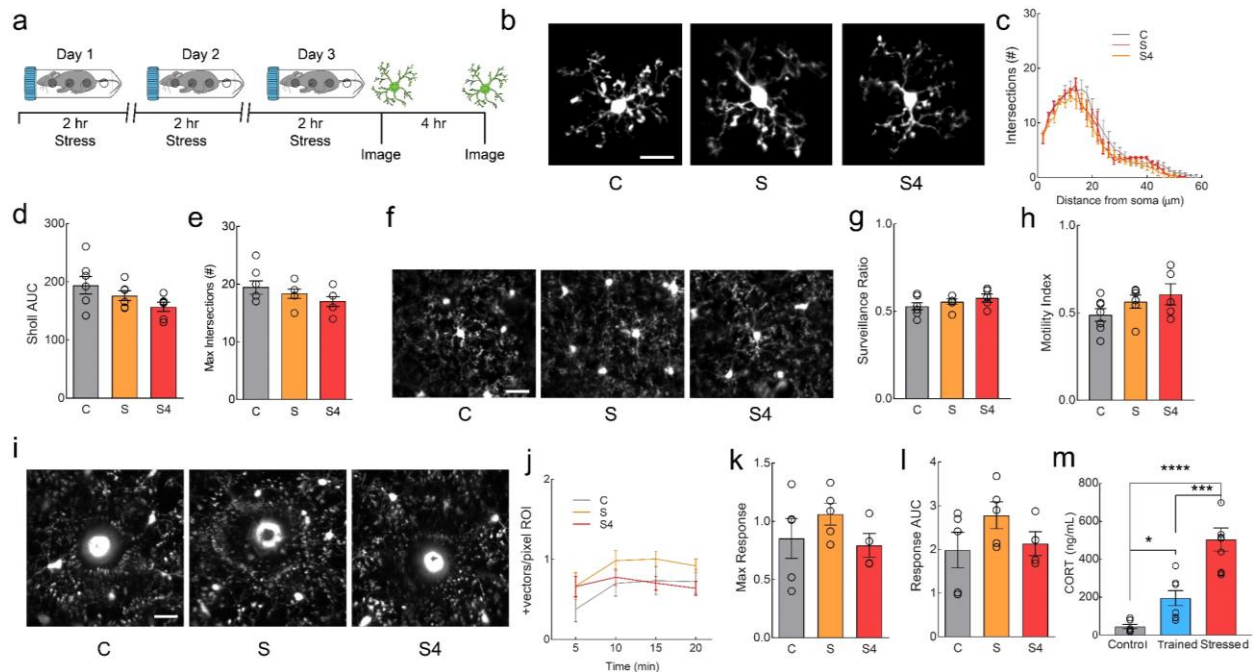 a
Day 1
Day 2
Day 3
2 hr
Stress
2 hr
Stress
2 hr
Stress
4 hr
Image
Image
b
C
S
S4
c
Intersections (#)
30
20
10
0
0
20
40
60
Distance from soma (μm)
C
S
S4
d
Sholl AUC
300
200
100
0
C
S
S4
e
Max Intersections (#)
30
20
10
0
C
S
S4
f
C
S
S4
g
Surveillance Ratio
1.0
0.5
0.0
C
S
S4
h
Motility Index
1.0
0.5
0.0
C
S
S4
i
C
S
S4
j
+vectors/pixel ROI
2
1
0
5
10
15
20
Time (min)
C
S
S4
k
Max Response
1.5
1.0
0.5
0.0
C
S
S4
l
Response AUC
4
3
2
1
0
C
S
S4
m
CORT
(ng/mL)
800
600
400
200
0
****
***
*
Control
Trained
Stressed